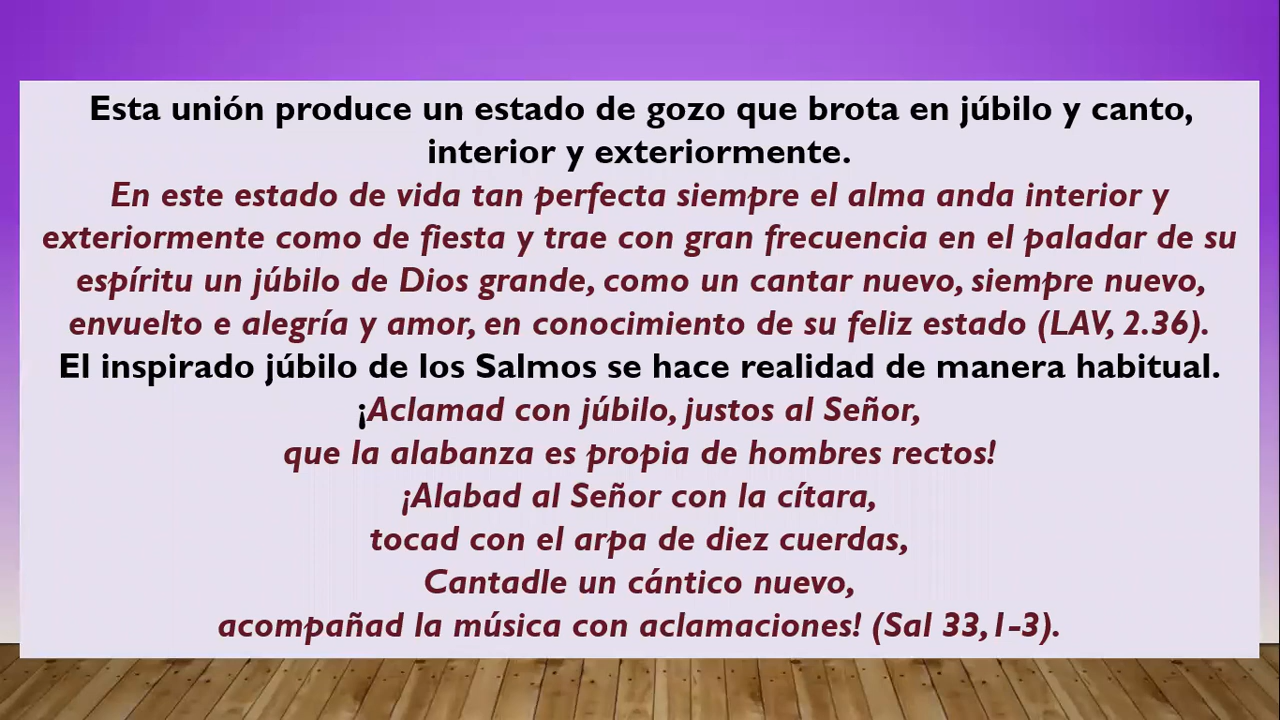 Esta unión produce un estado de gozo que brota en júbilo y canto,
interior y exteriormente.
En este estado de vida tan perfecta siempre el alma anda interior y
exteriormente como de fiesta y trae con gran frecuencia en el paladar de su
espíritu un júbilo de Dios grande, como un cantar nuevo, siempre nuevo,
envuelto e alegría y amor, en conocimiento de su feliz estado (LAV, 2.36).
El inspirado júbilo de los Salmos se hace realidad de manera habitual.
¡Aclamad con júbilo, justos al Señor,
que la alabanza es propia de hombres rectos!
¡Alabad al Señor con la cítara,
tocad con el arpa de diez cuerdas,
Cantadle un cántico nuevo,
acompañad la música con aclamaciones! (Sal 33,1-3).